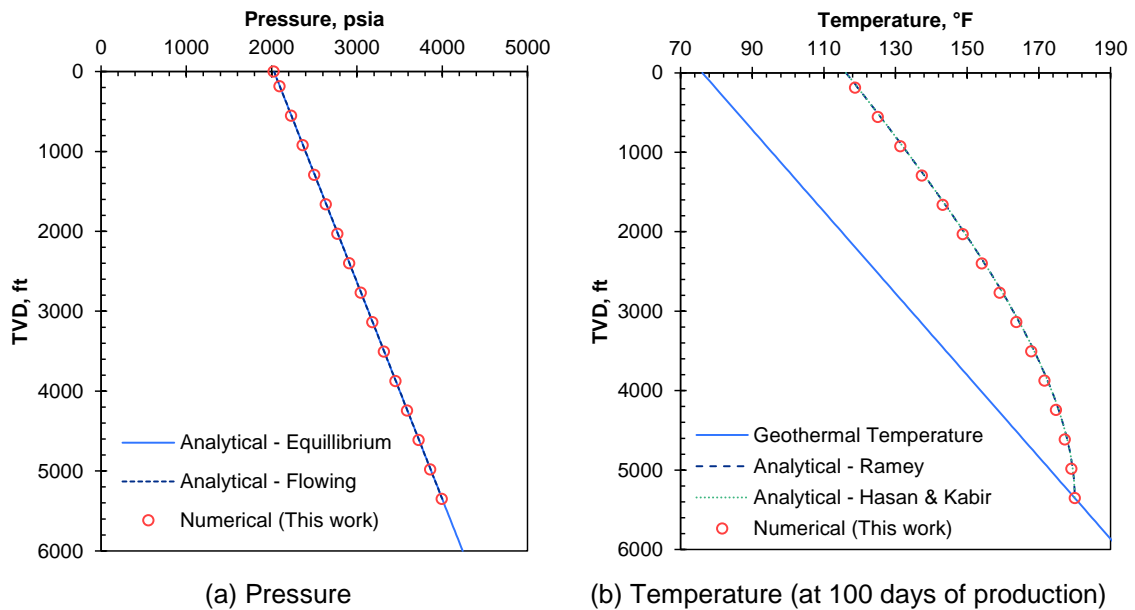 Pressure, psia
0 1000 2000 3000 4000 5000
0
1000
2000
3000
4000
5000
6000
TVD, ft
Analytical - Equillibrium
Analytical - Flowing
Numerical (This work)
(a) Pressure
Temperature, °F
70 90 110 130 150 170 190
0
1000
2000
3000
4000
5000
6000
TVD, ft
Geothermal Temperature
Analytical - Ramey
Analytical - Hasan & Kabir
Numerical (This work)
(b) Temperature (at 100 days of production)